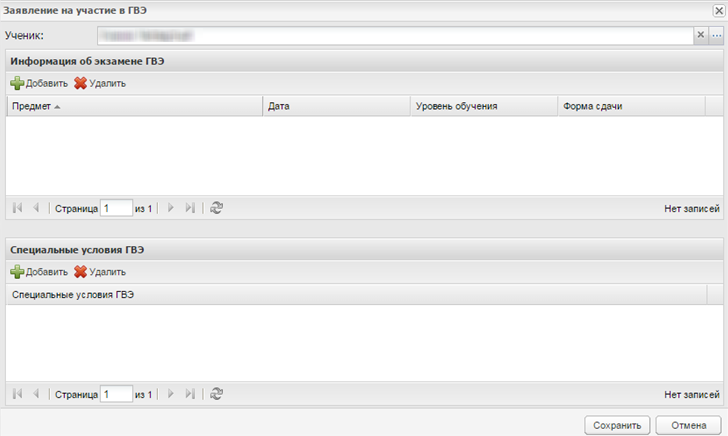 Заявление на участие в ГВЭ
Ученик:
Информация об экзамене ГВЭ
Добавить Удалить
Предмет Дата Уровень обучения Форма сдачи
Страница 1 из 1 Нет записей
Специальные условия ГВЭ
Добавить Удалить
Специальные условия ГВЭ
Страница 1 из 1 Нет записей
Сохранить Отмена